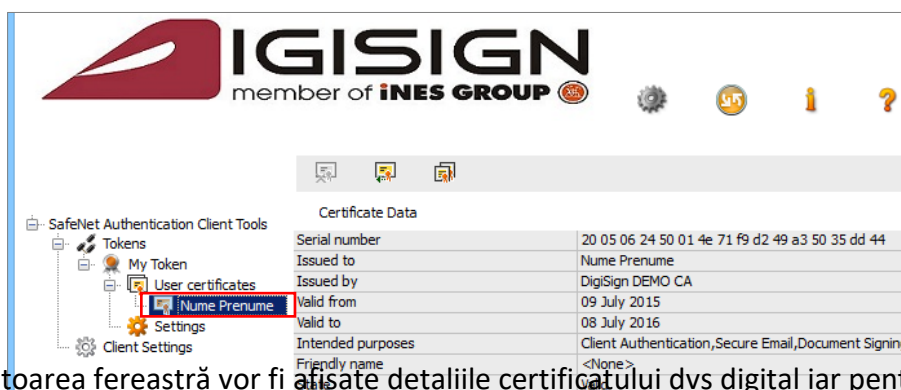 IGISIGN
member of iNES GROUP
SafeNet Authentication Client Tools
Tokens
My Token
User certificates
Nume Prenume
Settings
Client Settings
Certificate Data
Serial number 20 05 06 24 50 01 4e 71 f9 d2 49 a3 50 35 dd 44
Issued to Nume Prenume
Issued by DigiSign DEMO CA
Valid from 09 July 2015
Valid to 08 July 2016
Intended purposes Client Authentication,Secure Email,Document Signin
Friendly name <None>
toarea fereastră vor fi afișate detaliile certificatului dvs digital iar pent